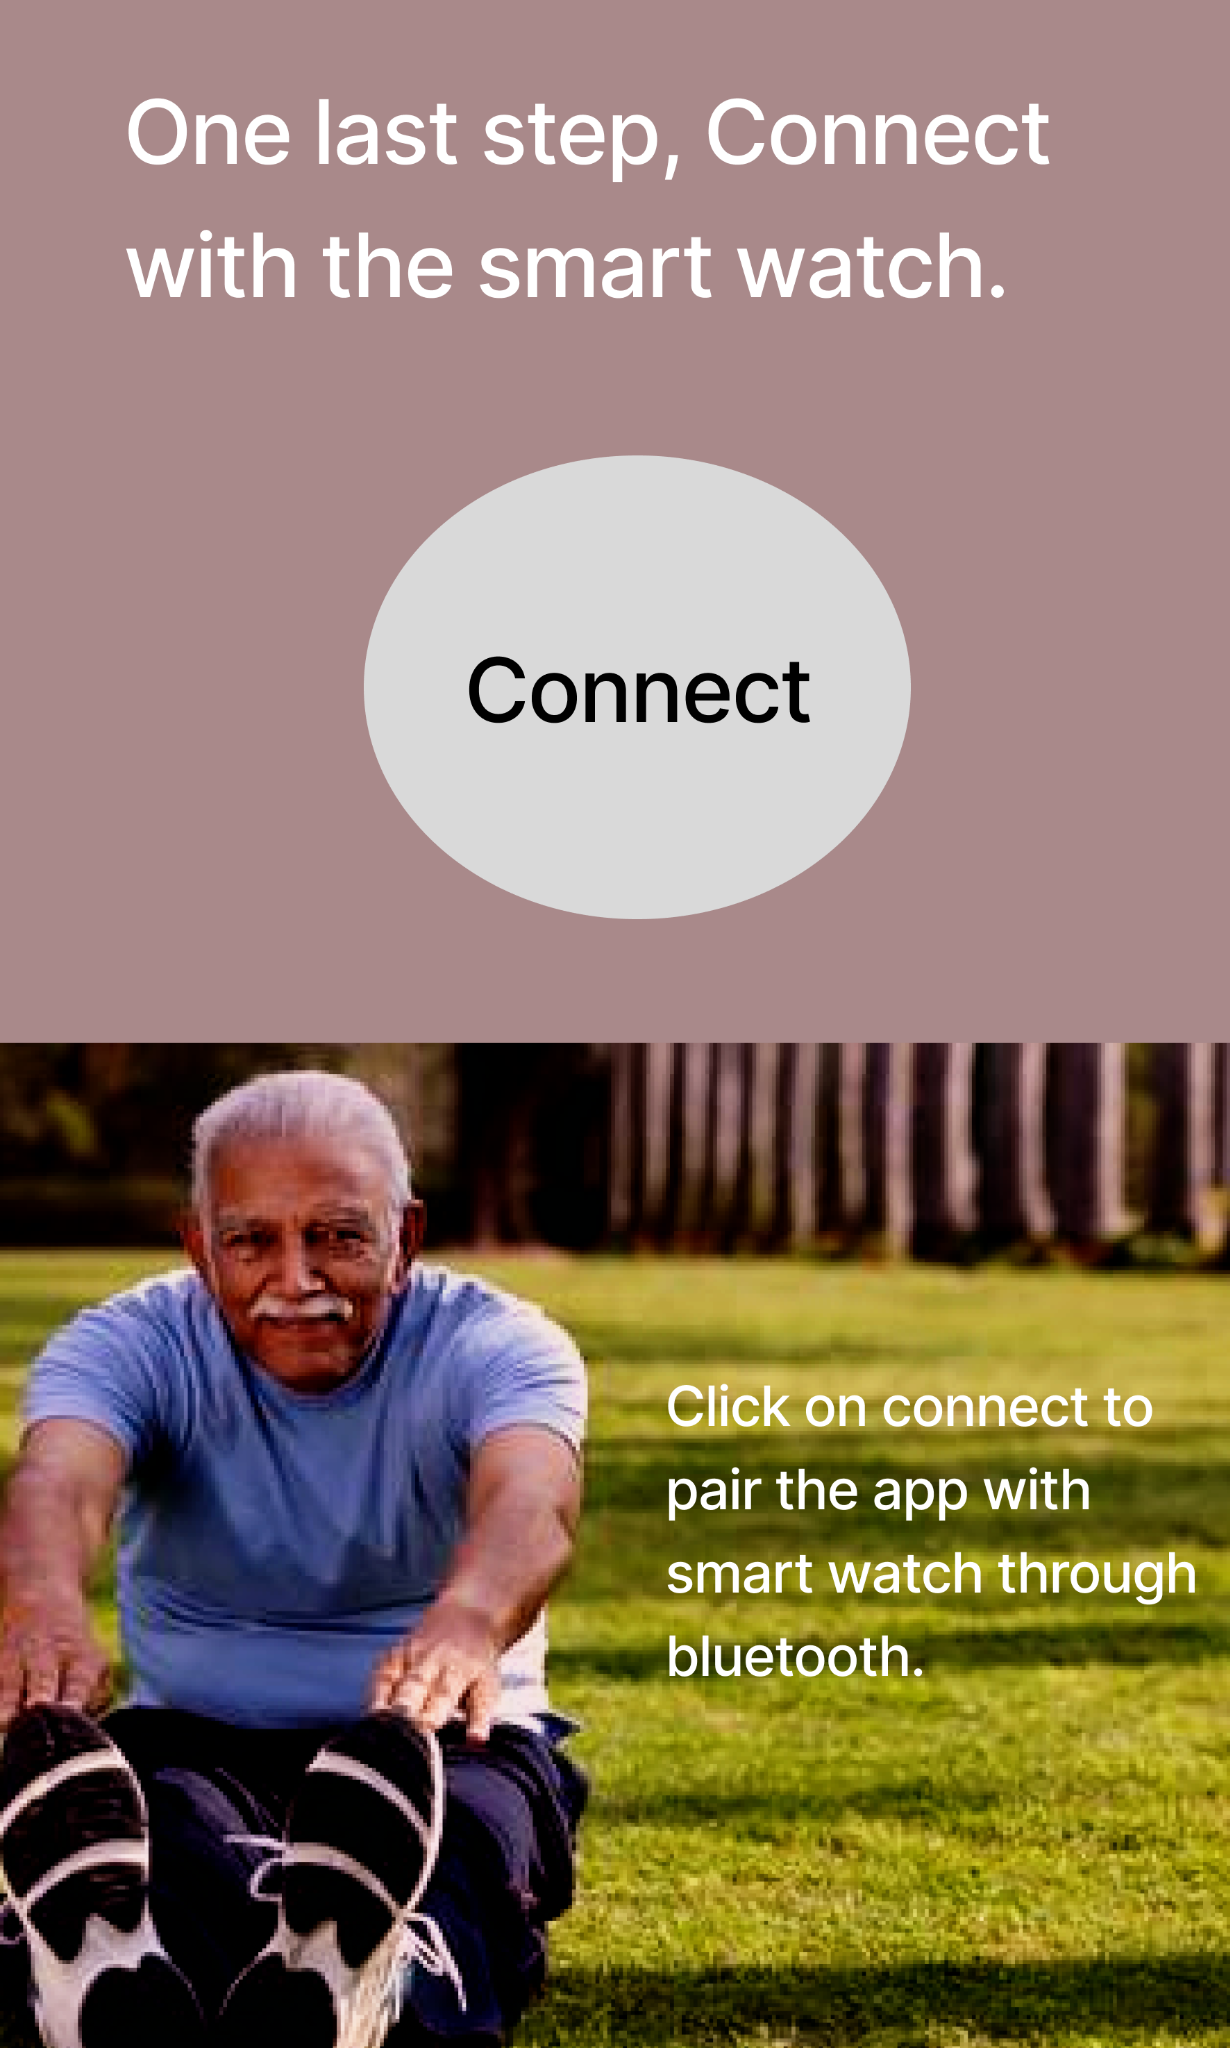 One last step, Connect
with the smart watch.
Connect
Click on connect to
pair the app with
smart watch through
bluetooth.